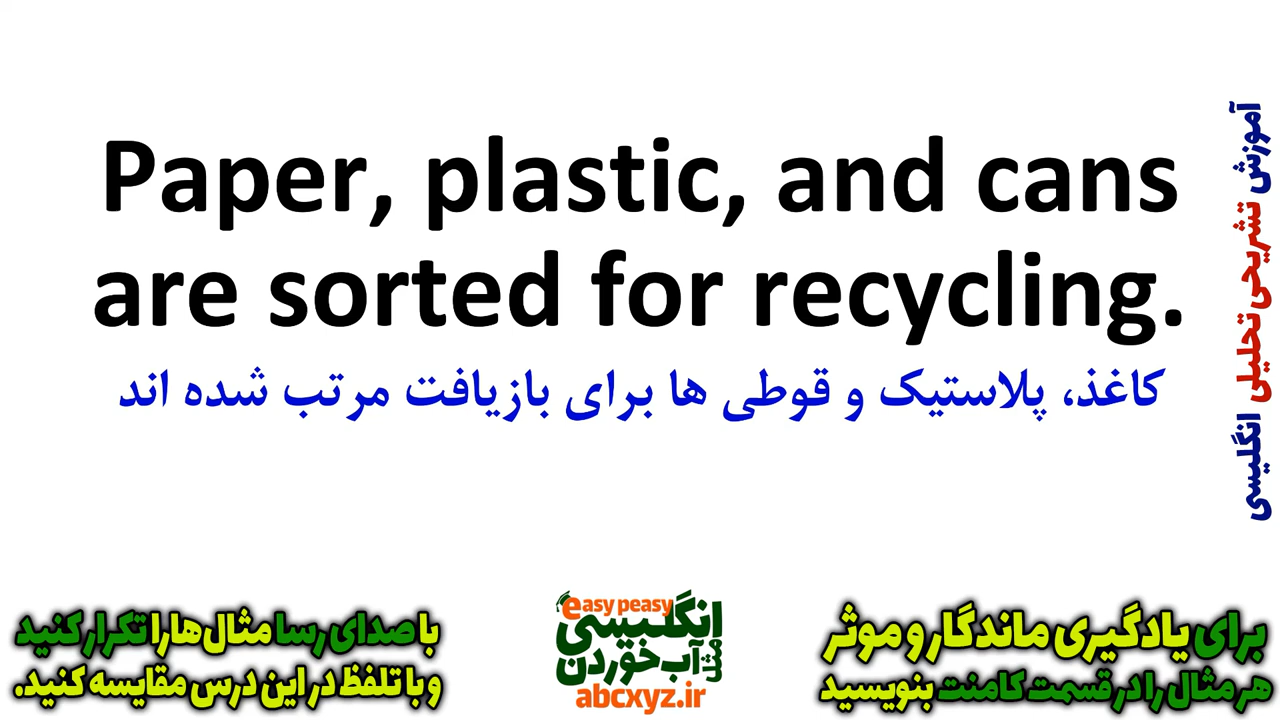 Paper, plastic, and cans
are sorted for recycling.
کاغذ، پلاستیک و قوطی ها برای بازیافت مرتب شده اند
آموزش تشریحی تحلیلی انگلیسی
برای یادگیری ماندگار و موثر
هر مثال را در قسمت کامنت بنویسید
easy peasy
انگلیسی
مثل آب خوردن
abcxyz.ir
با صدای رسا مثال‌ها را تکرار کنید
و با تلفظ در این درس مقایسه کنید.